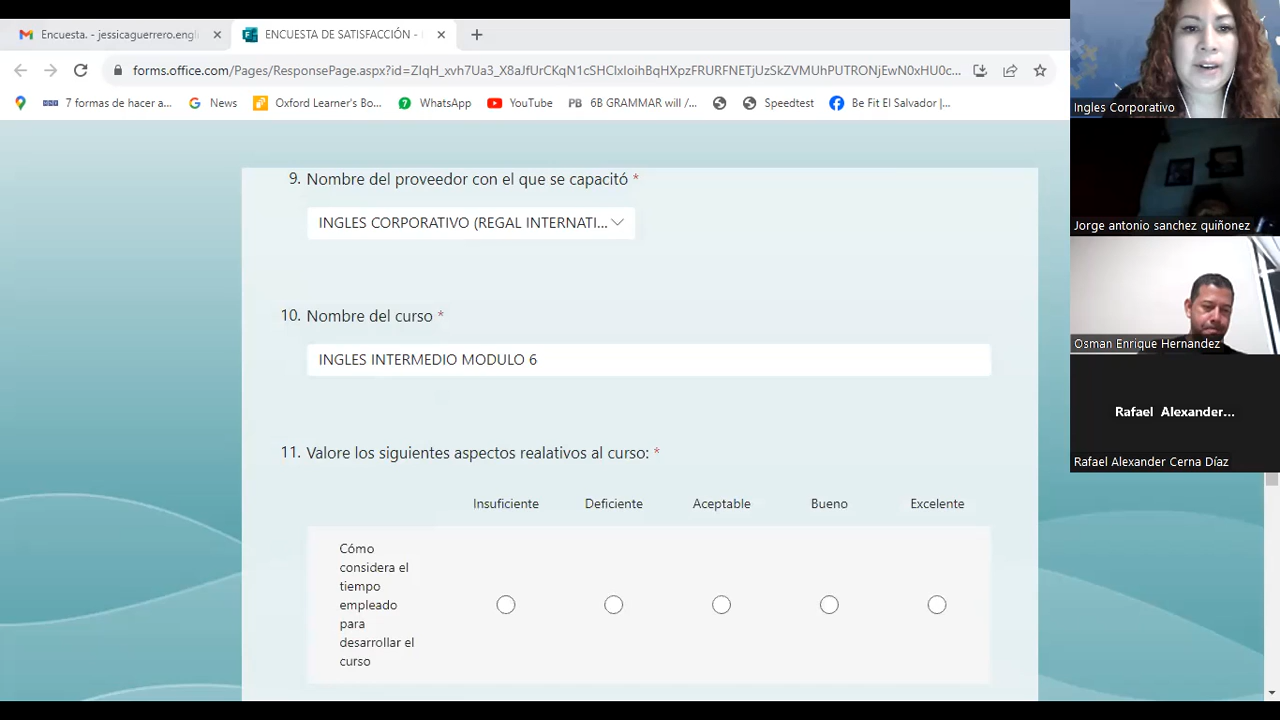 Encuesta. - jessicaguerrero.engl
ENCUESTA DE SATISFACCIÓN -
forms.office.com/Pages/ResponsePage.aspx?id=ZIqH_xvh7Ua3_XbaJfUrCKqN1cSHCIxIoihBqHXpzFRURFNETjUzSkZVMUhPUTRONjEwN0xHU0c...
7 formas de hacer a...
News
Oxford Learner's Bo...
WhatsApp
YouTube
PB 6B GRAMMAR will /...
Speedtest
Be Fit El Salvador |...
9. Nombre del proveedor con el que se capacitó *
INGLES CORPORATIVO (REGAL INTERNATI...
10. Nombre del curso *
INGLES INTERMEDIO MODULO 6
11. Valore los siguientes aspectos realativos al curso: *
Insuficiente Deficiente Aceptable Bueno Excelente
Cómo
considera el
tiempo
empleado
para
desarrollar el
curso
Ingles Corporativo
Jorge antonio sanchez quiñonez
Osman Enrique Hernandez
Rafael Alexander...
Rafael Alexander Cerna Díaz